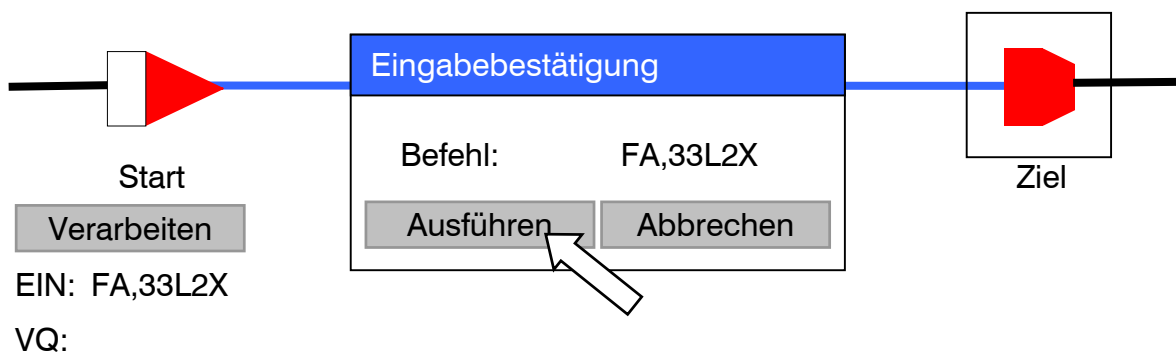 Eingabebestätigung
Befehl: FA,33L2X
Start
Ziel
Verarbeiten
Ausführen
Abbrechen
EIN: FA,33L2X
VQ: